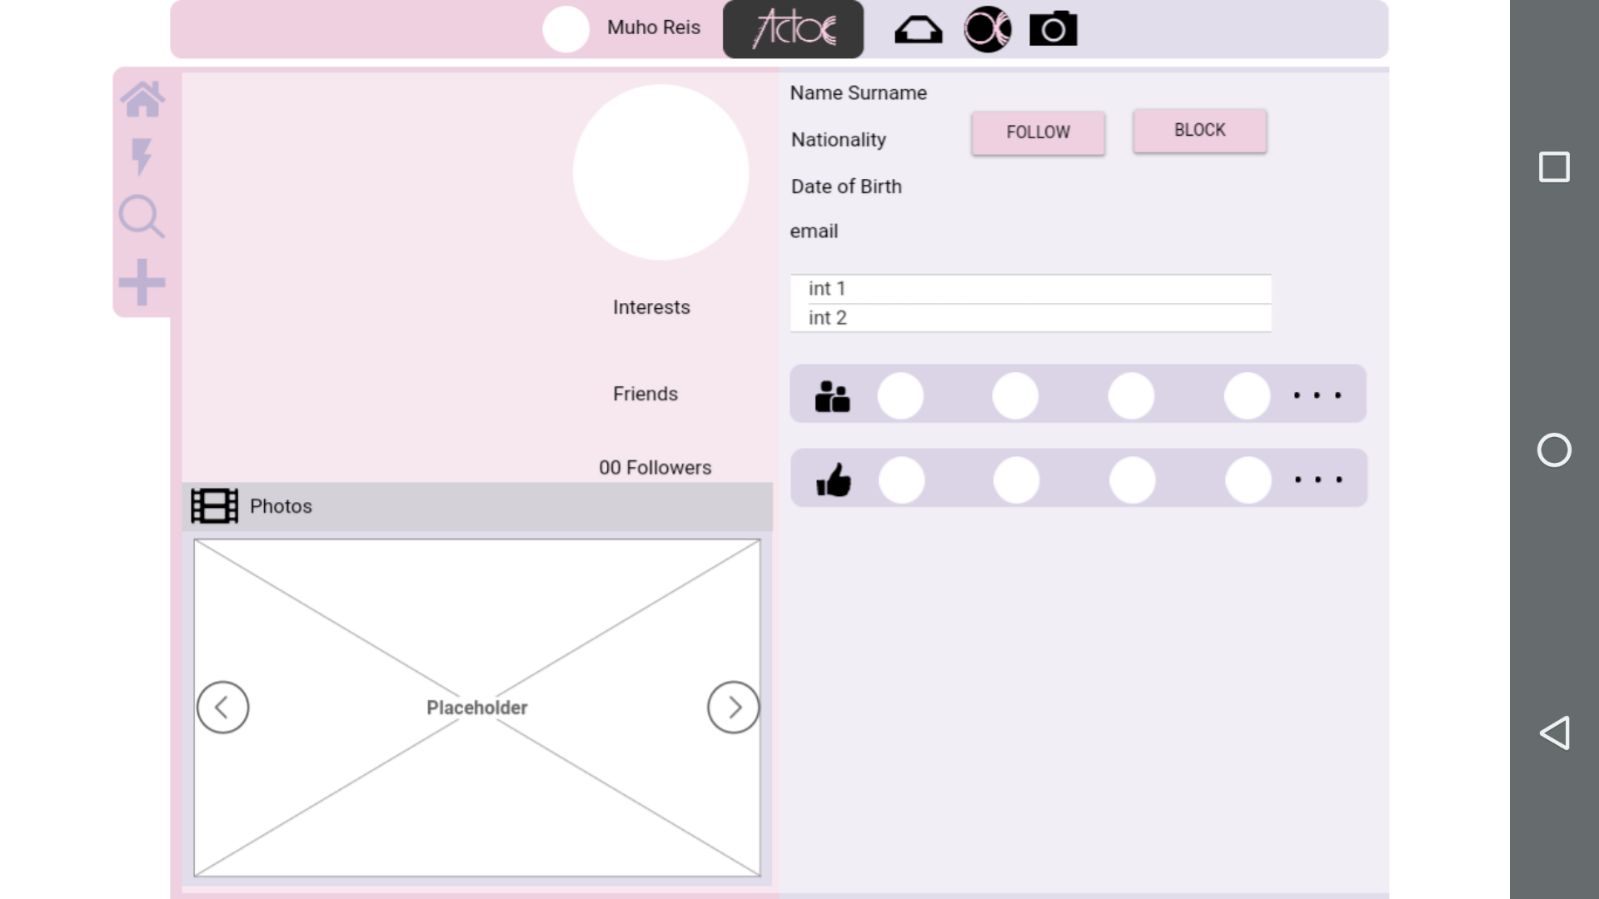 Muho Reis
Actoc
Name Surname
Nationality
FOLLOW
BLOCK
Date of Birth
email
Interests
int 1
int 2
Friends
00 Followers
Photos
Placeholder